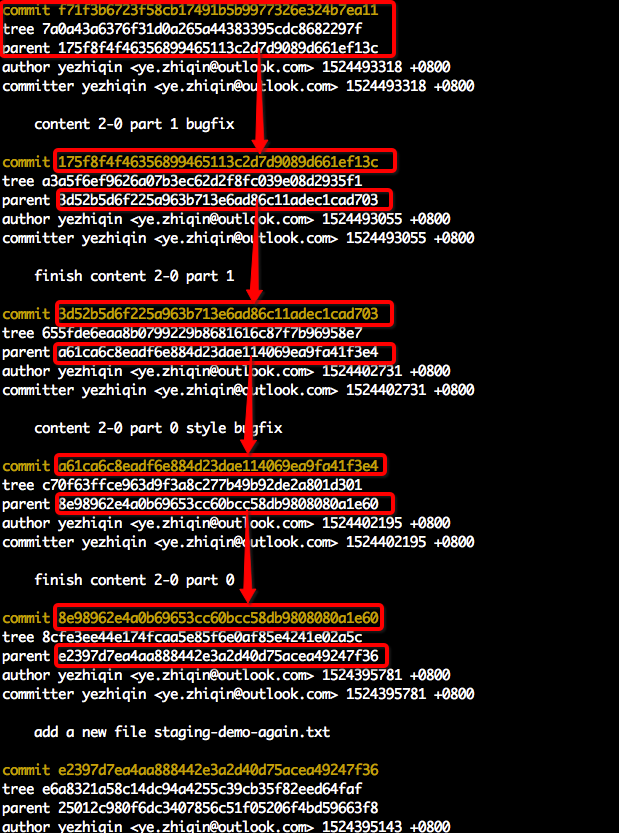 commit f71f3b6723f58cb17491b5b9977326e324b7ea11
tree 7a0a43a6376f31d0a265a44383395cdc8682297f
parent 175f8f4f46356899465113c2d7d9089d661ef13c
author yezhiqin <ye.zhiqin@outlook.com> 1524493318 +0800
committer yezhiqin <ye.zhiqin@outlook.com> 1524493318 +0800
content 2-0 part 1 bugfix
commit 175f8f4f46356899465113c2d7d9089d661ef13c
tree a3a5f6ef9626a07b3ec62d2f8fc039e08d2935f1
parent 3d52b5d6f225a963b713e6ad86c11adec1cad703
author yezhiqin <ye.zhiqin@outlook.com> 1524493055 +0800
committer yezhiqin <ye.zhiqin@outlook.com> 1524493055 +0800
finish content 2-0 part 1
commit 3d52b5d6f225a963b713e6ad86c11adec1cad703
tree 655fde6eaa8b0799229b8681616c87f7b96958e7
parent a61ca6c8eadf6e884d23dae114069ea9fa41f3e4
author yezhiqin <ye.zhiqin@outlook.com> 1524402731 +0800
committer yezhiqin <ye.zhiqin@outlook.com> 1524402731 +0800
content 2-0 part 0 style bugfix
commit a61ca6c8eadf6e884d23dae114069ea9fa41f3e4
tree c70f63ffce963d9f3a8c277b49b92de2a801d301
parent 8e98962e4a0b69653cc60bcc58db9808080a1e60
author yezhiqin <ye.zhiqin@outlook.com> 1524402195 +0800
committer yezhiqin <ye.zhiqin@outlook.com> 1524402195 +0800
finish content 2-0 part 0
commit 8e98962e4a0b69653cc60bcc58db9808080a1e60
tree 8cfe3ee44e174fcaa5e85f6e0af85e4241e02a5c
parent e2397d7ea4aa888442e3a2d40d75acea49247f36
author yezhiqin <ye.zhiqin@outlook.com> 1524395781 +0800
committer yezhiqin <ye.zhiqin@outlook.com> 1524395781 +0800
add a new file staging-demo-again.txt
commit e2397d7ea4aa888442e3a2d40d75acea49247f36
tree e6a8321a58c14dc94a4255c39cb35f82eed64faf
parent 25012c980f6dc3407856c51f05206f4bd59663f8
author yezhiqin <ye.zhiqin@outlook.com> 1524395143 +0800